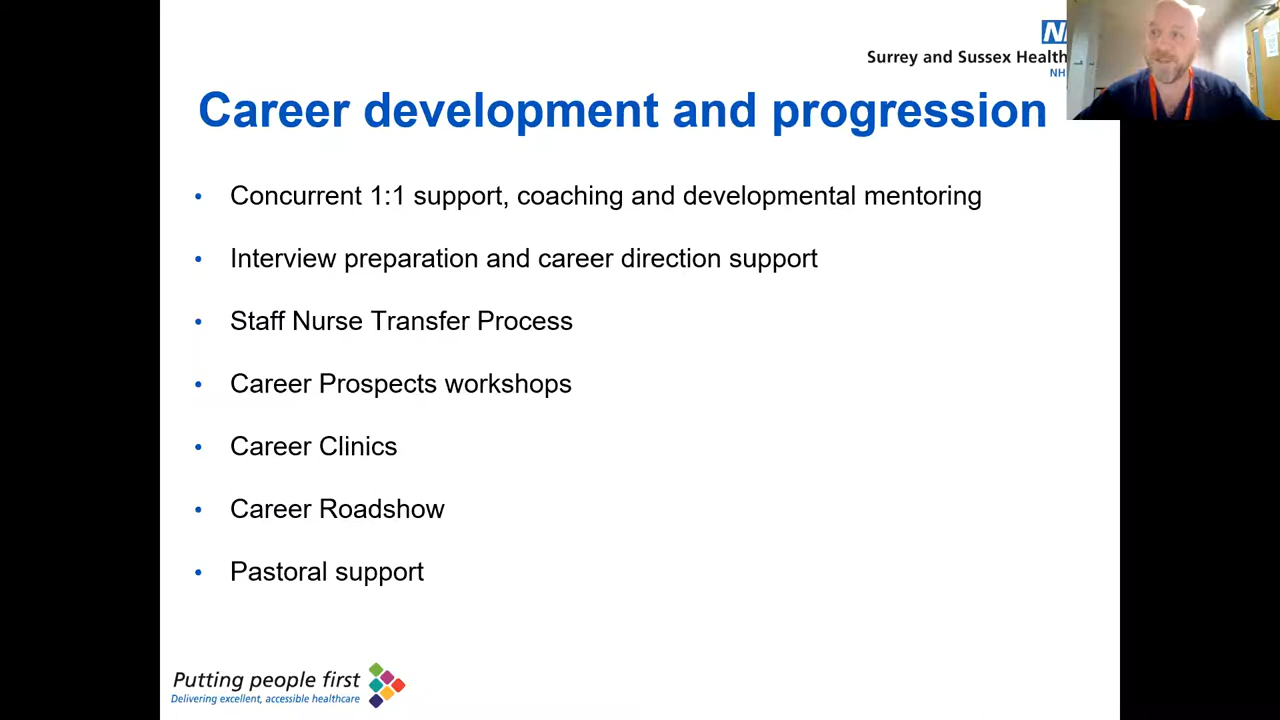 Surrey and Sussex
Career development and progression
• Concurrent 1:1 support, coaching and developmental mentoring
• Interview preparation and career direction support
• Staff Nurse Transfer Process
• Career Prospects workshops
• Career Clinics
• Career Roadshow
• Pastoral support
Putting people first
Delivering excellent, accessible healthcare